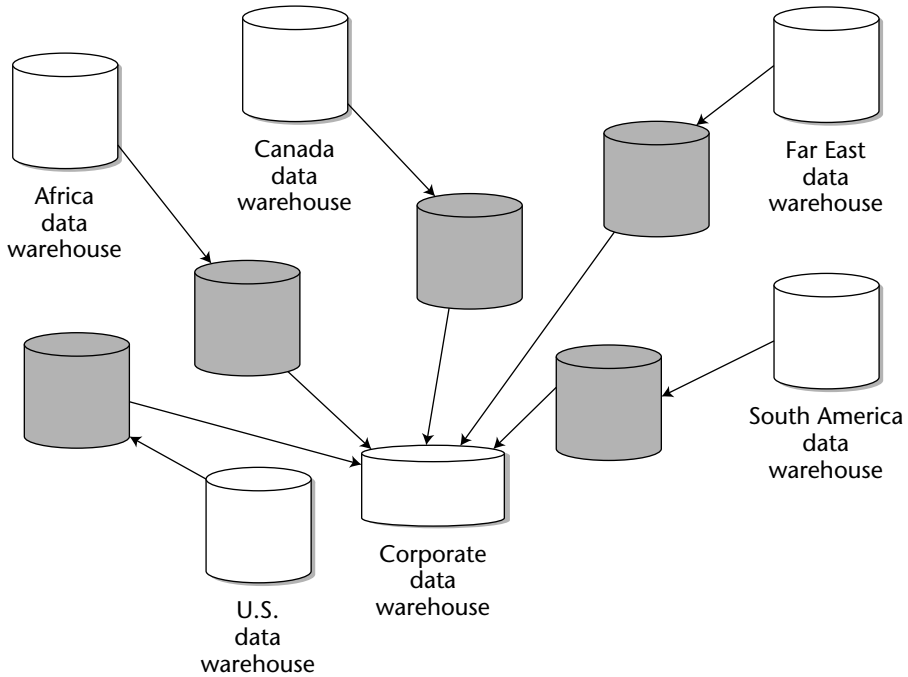 Africa
data
warehouse
Canada
data
warehouse
Far East
data
warehouse
South America
data
warehouse
Corporate
data
warehouse
U.S.
data
warehouse